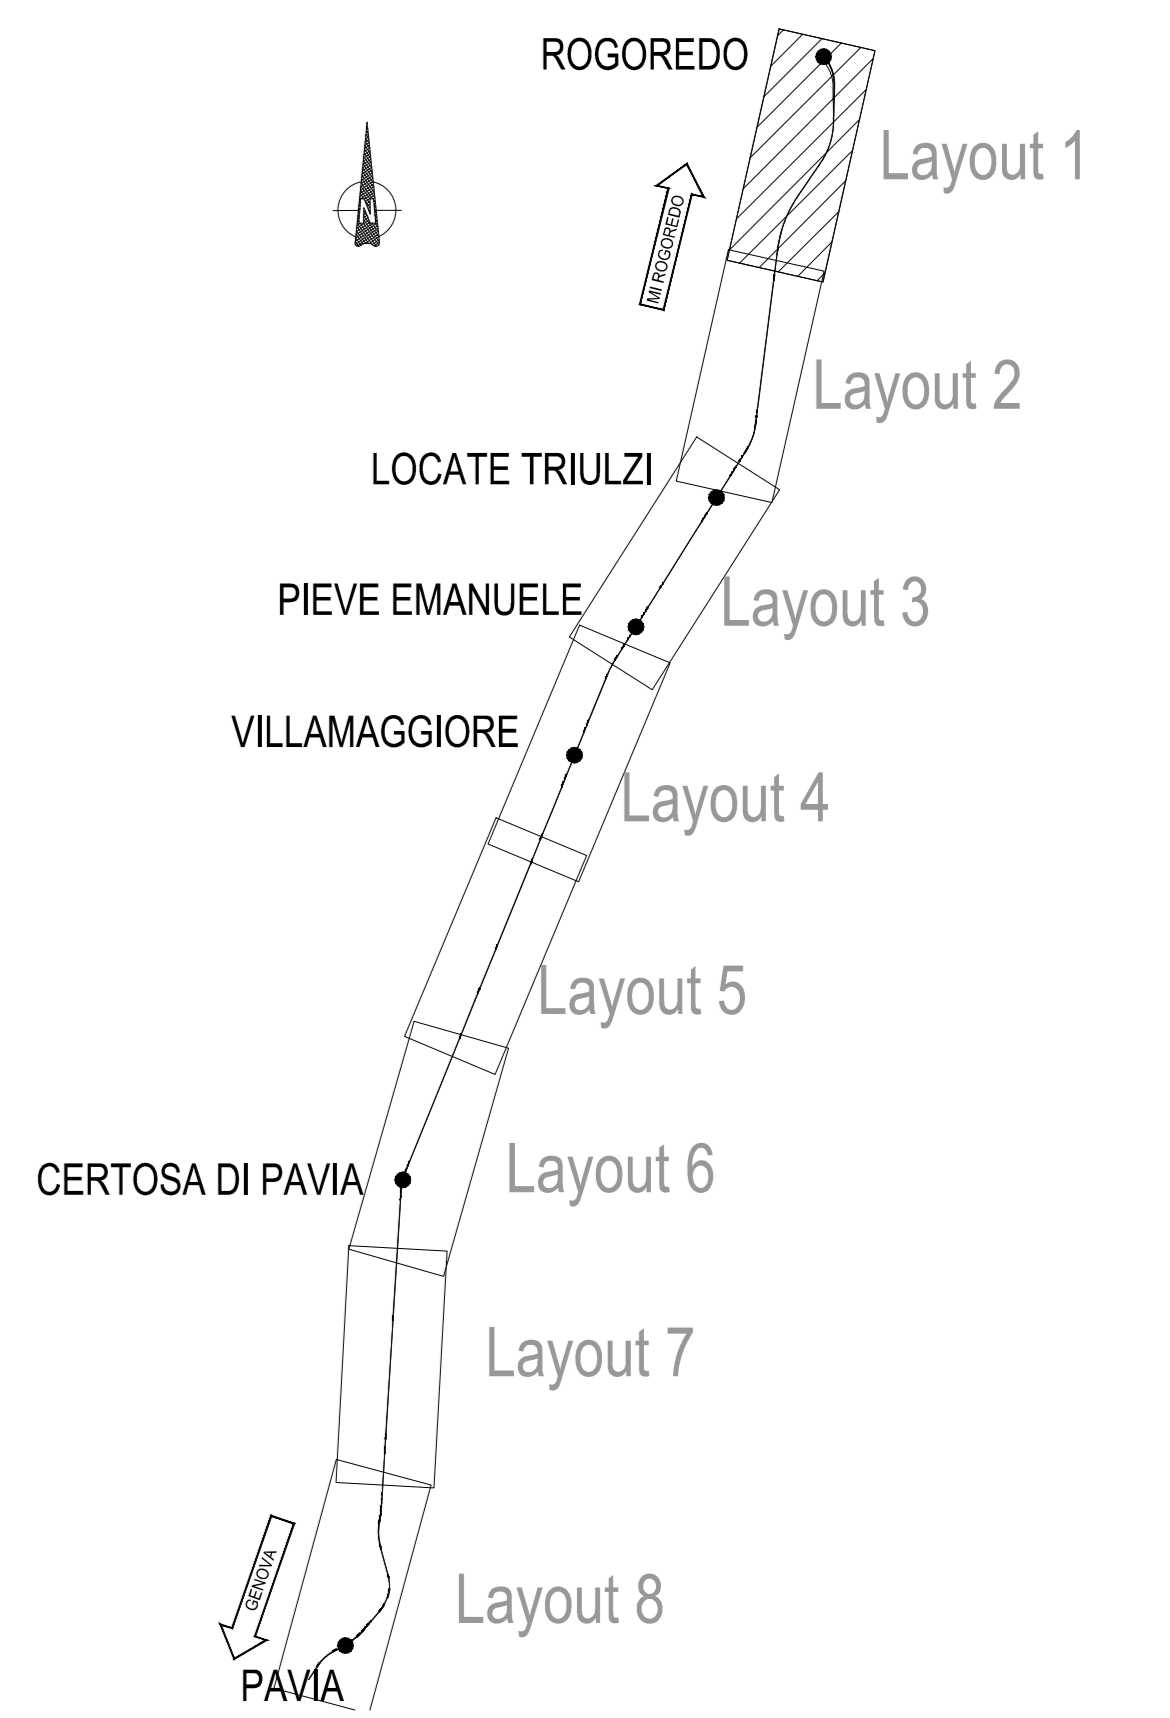 ROGOREDO
Layout 1
N
MI ROGOREDO
Layout 2
LOCATE TRIULZI
PIEVE EMANUELE
Layout 3
VILLAMAGGIORE
Layout 4
Layout 5
CERTOSA DI PAVIA
Layout 6
Layout 7
GENOVA
Layout 8
PAVIA